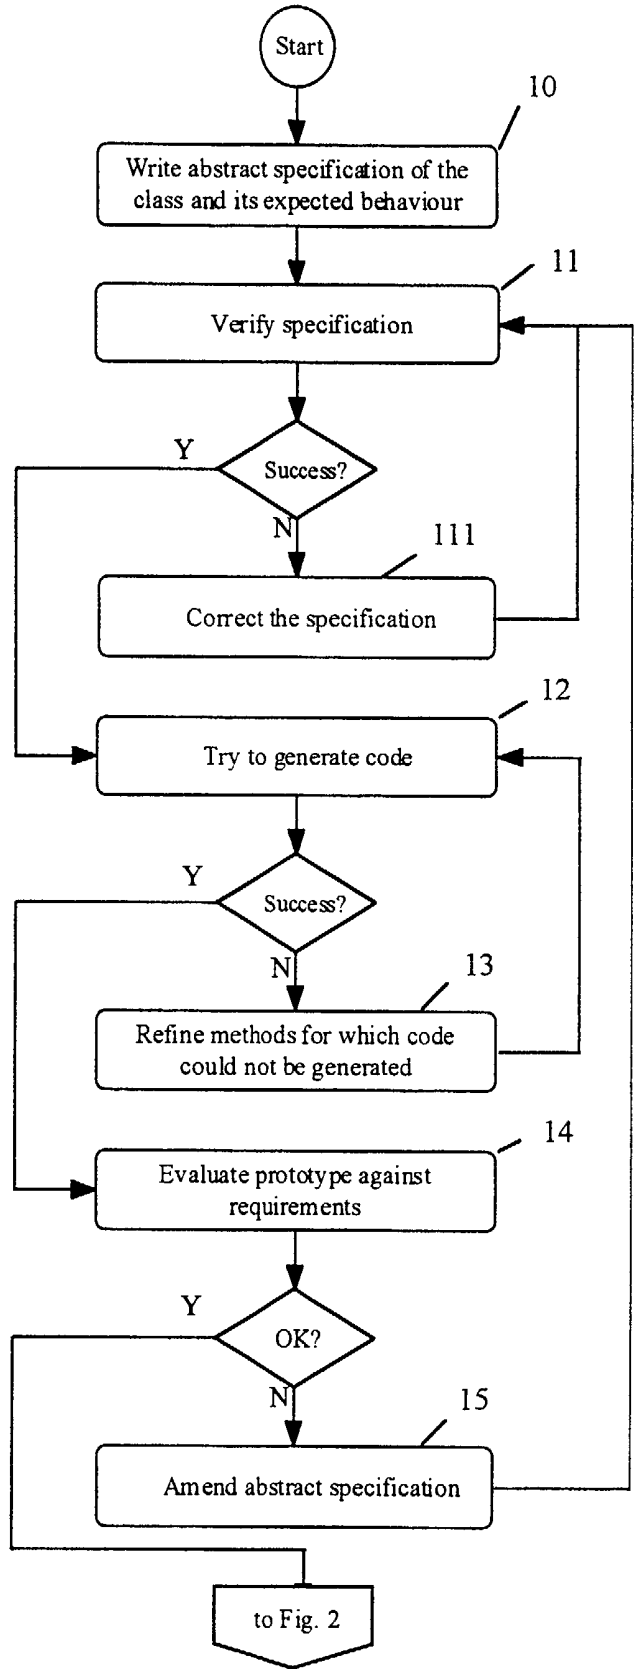 Start
10
Write abstract specification of the
class and its expected behaviour
11
Verify specification
Y
Success?
N
111
Correct the specification
12
Try to generate code
Y
Success?
N
13
Refine methods for which code
could not be generated
14
Evaluate prototype against
requirements
Y
OK?
N
15
Amend abstract specification
to Fig. 2